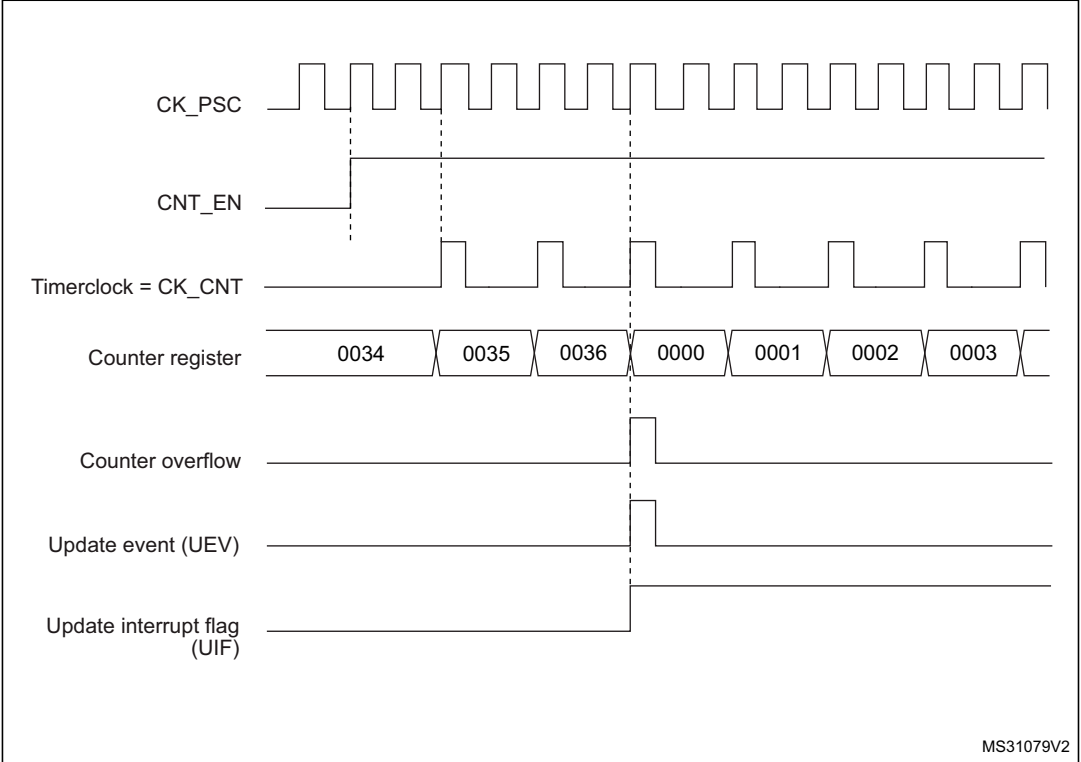 CK_PSC
CNT_EN
Timerclock = CK_CNT
Counter register
0034 0035 0036 0000 0001 0002 0003
Counter overflow
Update event (UEV)
Update interrupt flag
(UIF)
MS31079V2